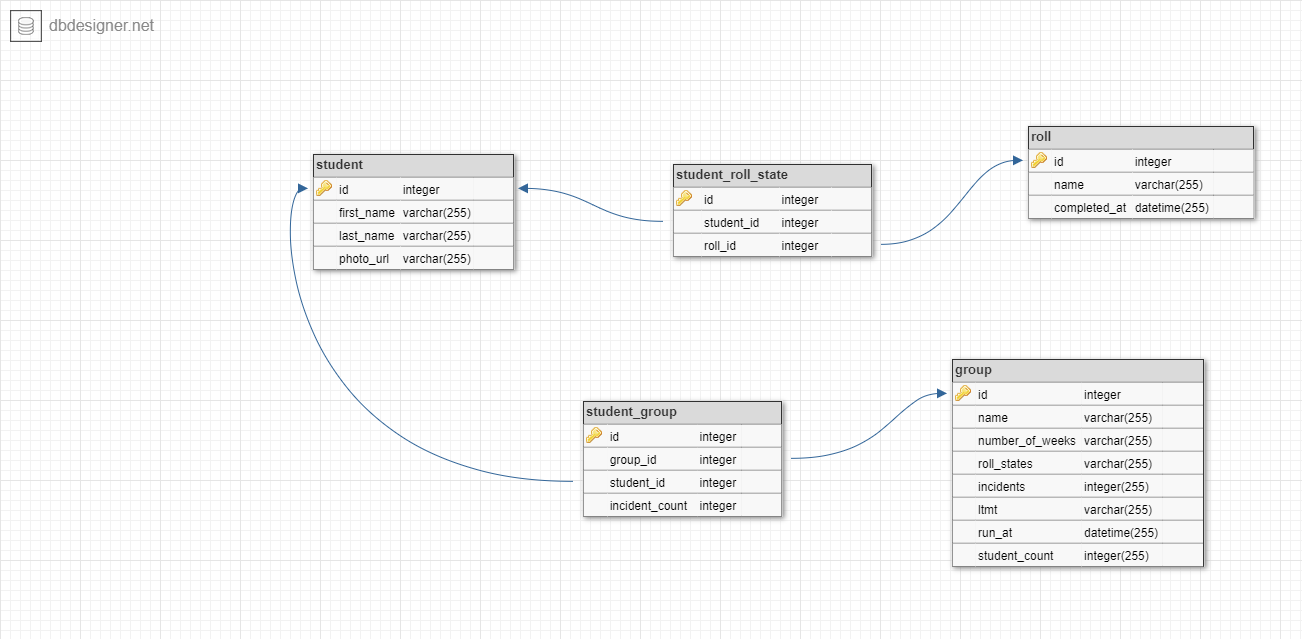 dbdesigner.net
student
id integer
first_name varchar(255)
last_name varchar(255)
photo_url varchar(255)
student_roll_state
id integer
student_id integer
roll_id integer
roll
id integer
name varchar(255)
completed_at datetime(255)
student_group
id integer
group_id integer
student_id integer
incident_count integer
group
id integer
name varchar(255)
number_of_weeks varchar(255)
roll_states varchar(255)
incidents integer(255)
ltmt varchar(255)
run_at datetime(255)
student_count integer(255)